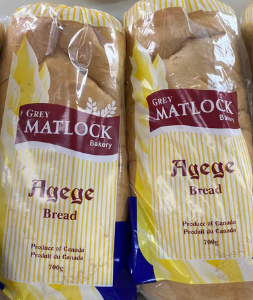 GREY
MATLOCK
Bakery
Agege
Bread
Produce of Canada
Produit du Canada
700g
GREY
MATLOCK
Bakery
Agege
Bread
Produce of Canada
Produit du Canada
700g